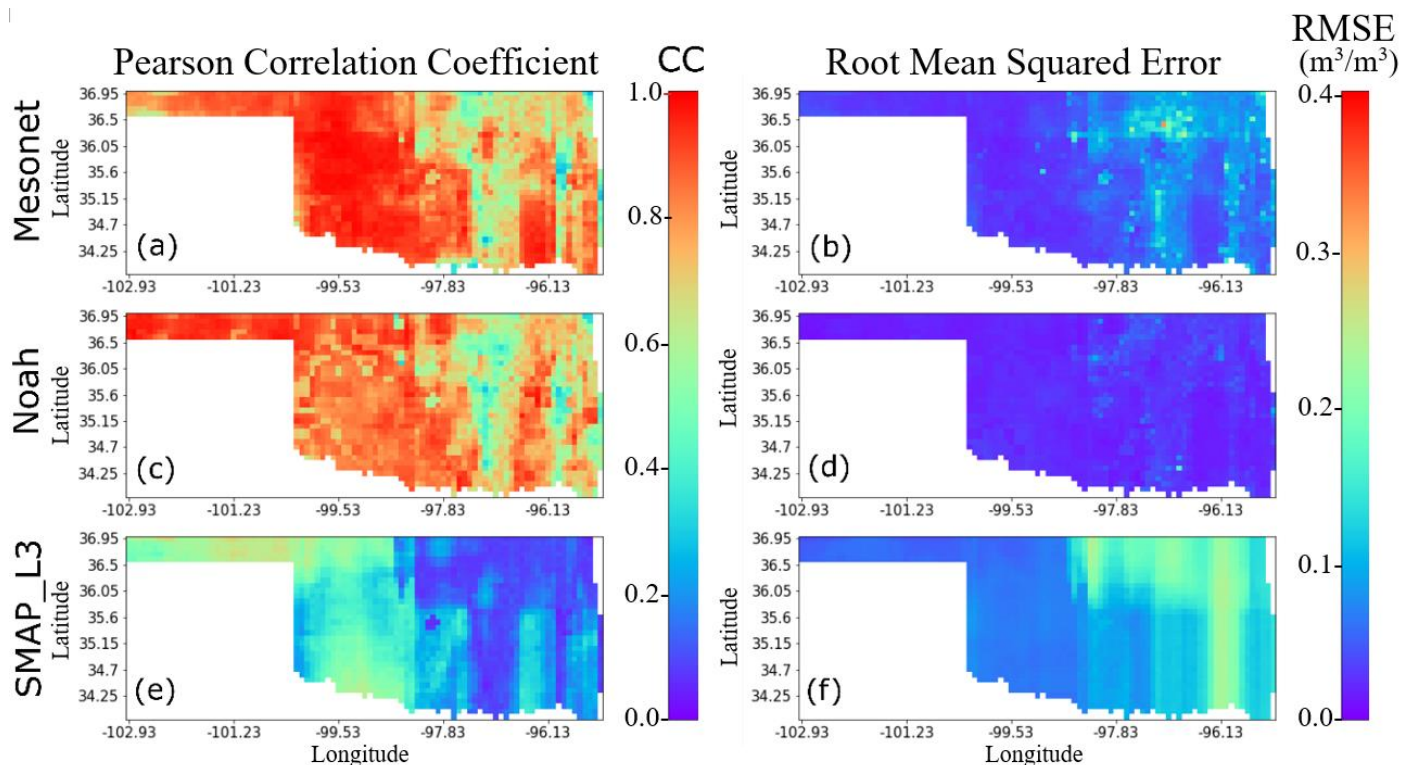 Pearson Correlation Coefficient
CC
Root Mean Squared Error
RMSE
(m³/m³)
Mesonet
Latitude
36.95
36.5
36.05
35.6
35.15
34.7
34.25
(a)
-102.93 -101.23 -99.53 -97.83 -96.13
Latitude
36.95
36.5
36.05
35.6
35.15
34.7
34.25
(b)
-102.93 -101.23 -99.53 -97.83 -96.13
Noah
Latitude
36.95
36.5
36.05
35.6
35.15
34.7
34.25
(c)
-102.93 -101.23 -99.53 -97.83 -96.13
Latitude
36.95
36.5
36.05
35.6
35.15
34.7
34.25
(d)
-102.93 -101.23 -99.53 -97.83 -96.13
SMAP_L3
Latitude
36.95
36.5
36.05
35.6
35.15
34.7
34.25
(e)
-102.93 -101.23 -99.53 -97.83 -96.13
Longitude
Latitude
36.95
36.5
36.05
35.6
35.15
34.7
34.25
(f)
-102.93 -101.23 -99.53 -97.83 -96.13
Longitude
1.0
0.8
0.6
0.4
0.2
0.0
0.4
0.3
0.2
0.1
0.0